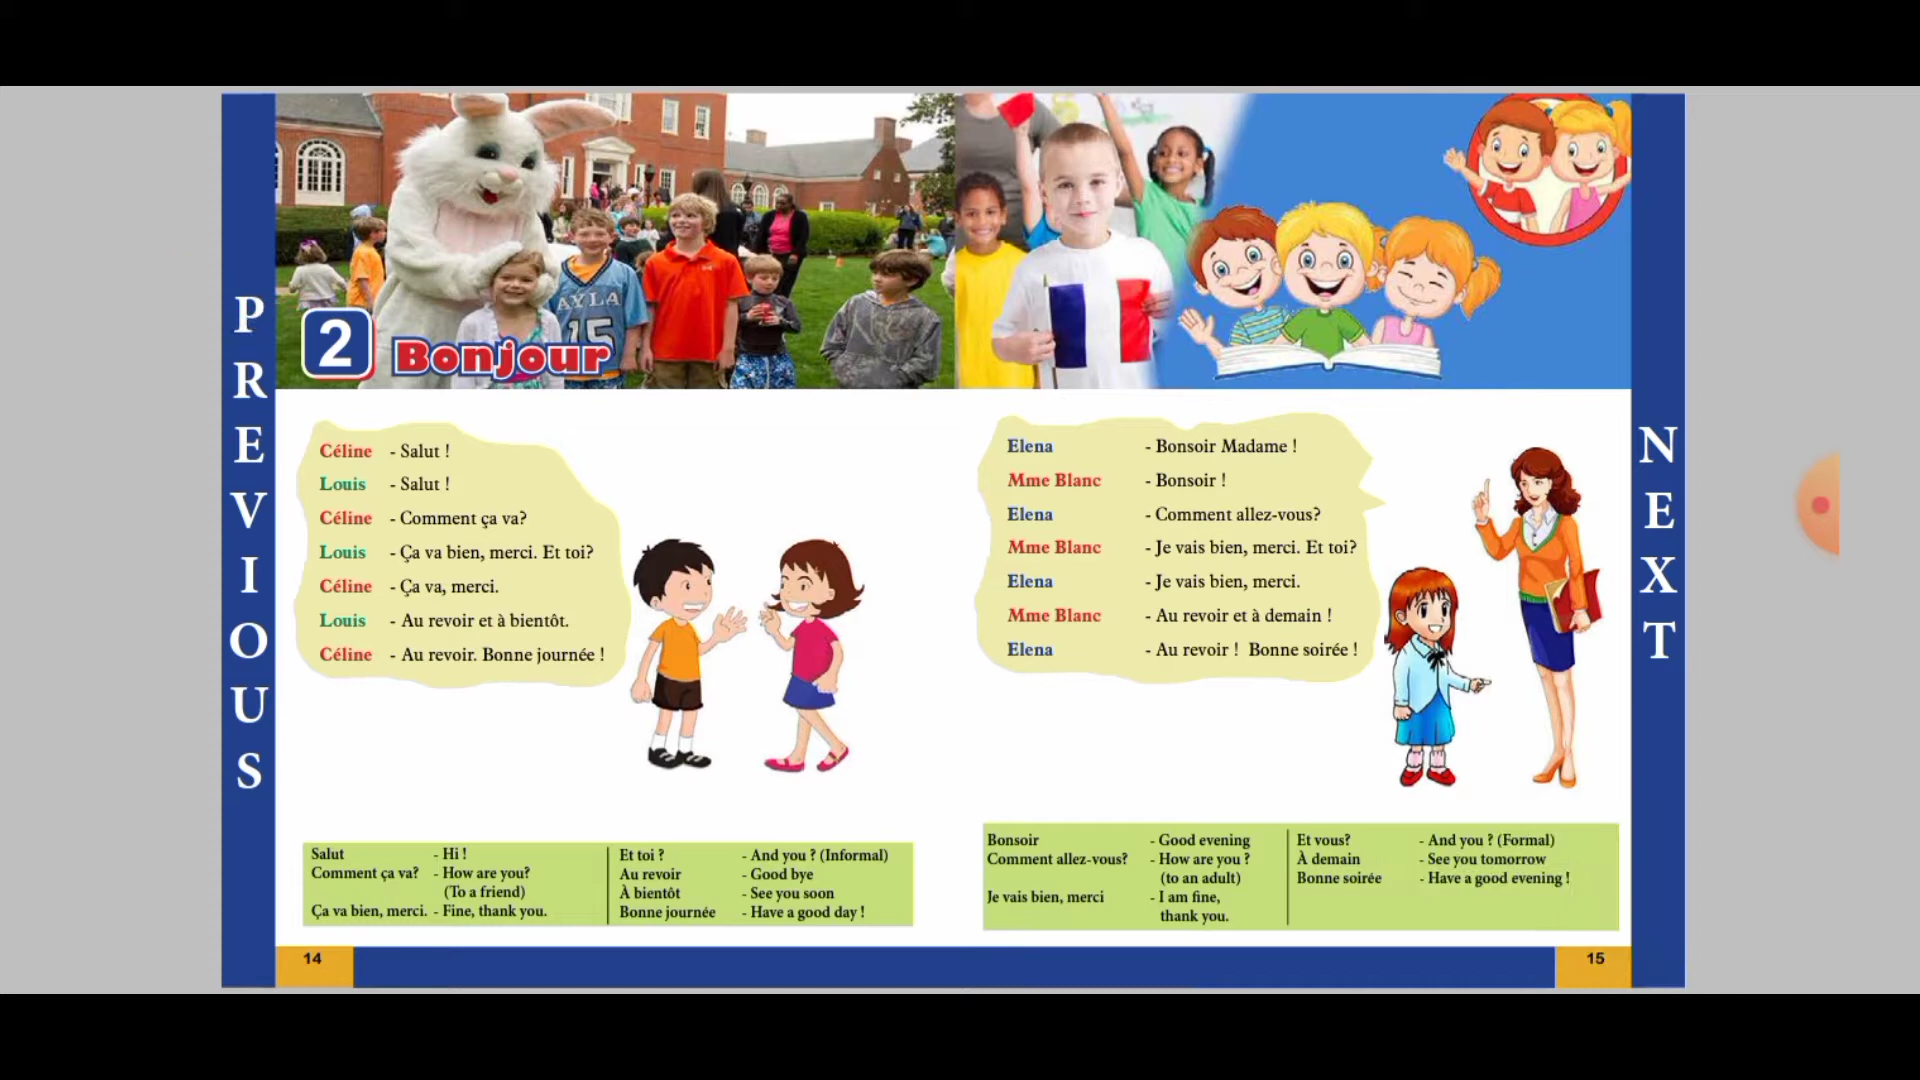 PREVIOUS
2 Bonjour
AYLA
15
Céline - Salut !
Louis - Salut !
Céline - Comment ça va?
Louis - Ça va bien, merci. Et toi?
Céline - Ça va, merci.
Louis - Au revoir et à bientôt.
Céline - Au revoir. Bonne journée !
Salut - Hi !
Comment ça va? - How are you?
(To a friend)
Ça va bien, merci. - Fine, thank you.
Et toi ? - And you ? (Informal)
Au revoir - Good bye
À bientôt - See you soon
Bonne journée - Have a good day !
14
Elena - Bonsoir Madame !
Mme Blanc - Bonsoir !
Elena - Comment allez-vous?
Mme Blanc - Je vais bien, merci. Et toi?
Elena - Je vais bien, merci.
Mme Blanc - Au revoir et à demain !
Elena - Au revoir ! Bonne soirée !
Bonsoir - Good evening
Comment allez-vous? - How are you ?
(to an adult)
Je vais bien, merci - I am fine,
thank you.
Et vous? - And you ? (Formal)
À demain - See you tomorrow
Bonne soirée - Have a good evening !
15
NEXT